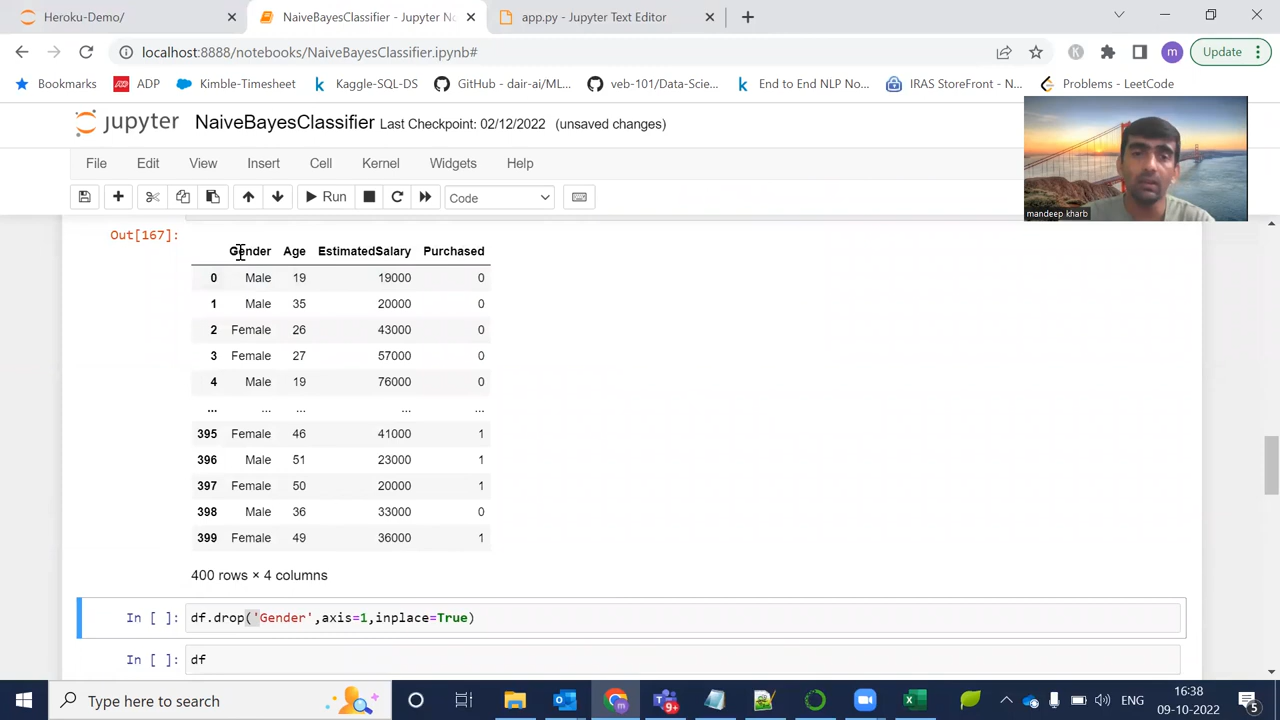 Heroku-Demo/
NaiveBayesClassifier - Jupyter No
app.py - Jupyter Text Editor
localhost:8888/notebooks/NaiveBayesClassifier.ipynb#
K
m
Update
Bookmarks
ADP
Kimble-Timesheet
Kaggle-SQL-DS
GitHub - dair-ai/ML...
veb-101/Data-Scie...
End to End NLP No...
IRAS StoreFront - N...
Problems - LeetCode
jupyter
NaiveBayesClassifier Last Checkpoint: 02/12/2022 (unsaved changes)
File Edit View Insert Cell Kernel Widgets Help
Run
Code
mandeep kharb
Out[167]:
Gender Age EstimatedSalary Purchased
0 Male 19 19000 0
1 Male 35 20000 0
2 Female 26 43000 0
3 Female 27 57000 0
4 Male 19 76000 0
... ... ... ... ...
395 Female 46 41000 1
396 Male 51 23000 1
397 Female 50 20000 1
398 Male 36 33000 0
399 Female 49 36000 1
400 rows × 4 columns
In [ ]: df.drop('Gender',axis=1,inplace=True)
In [ ]: df
Type here to search
9+
ENG
16:38
09-10-2022
5